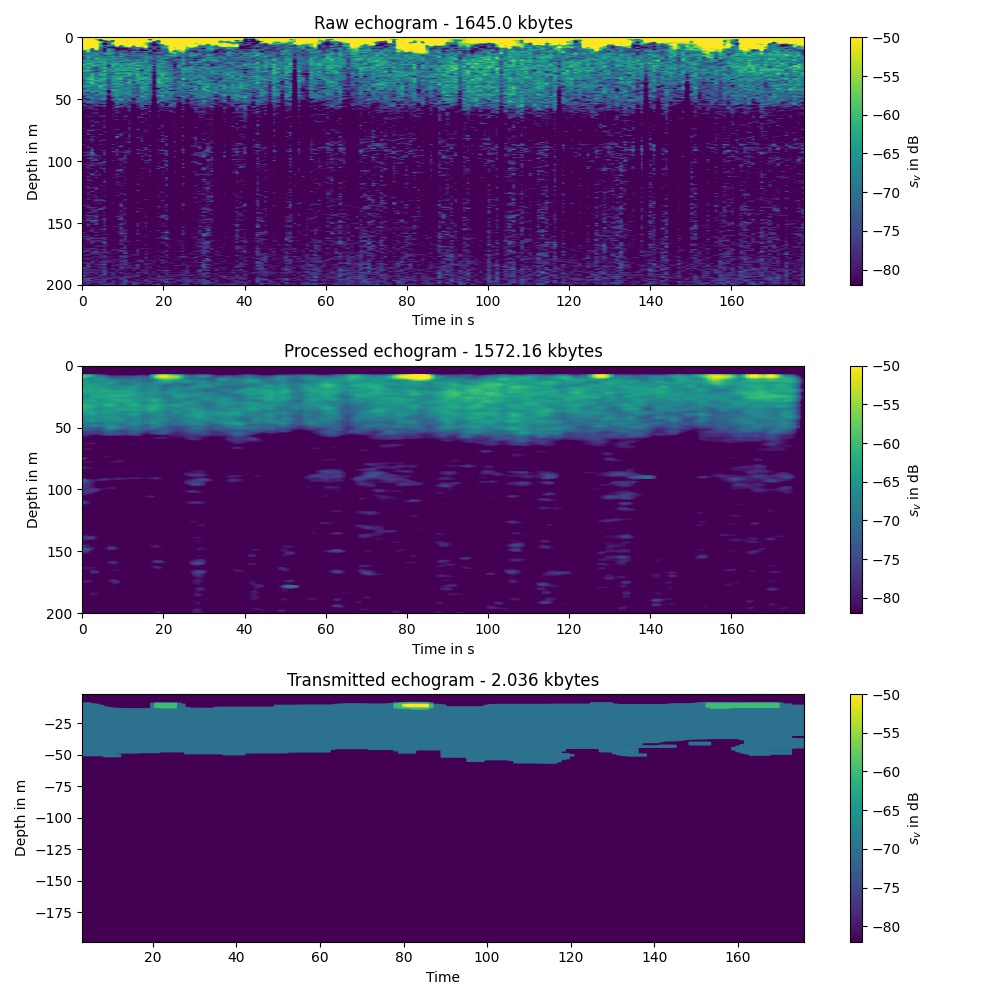 Raw echogram - 1645.0 kbytes
0
50
100
150
200
Depth in m
0 20 40 60 80 100 120 140 160
Time in s
−50
−55
−60
−65
−70
−75
−80
sv in dB
Processed echogram - 1572.16 kbytes
0
50
100
150
200
Depth in m
0 20 40 60 80 100 120 140 160
Time in s
−50
−55
−60
−65
−70
−75
−80
sv in dB
Transmitted echogram - 2.036 kbytes
−25
−50
−75
−100
−125
−150
−175
Depth in m
20 40 60 80 100 120 140 160
Time
−50
−55
−60
−65
−70
−75
−80
sv in dB